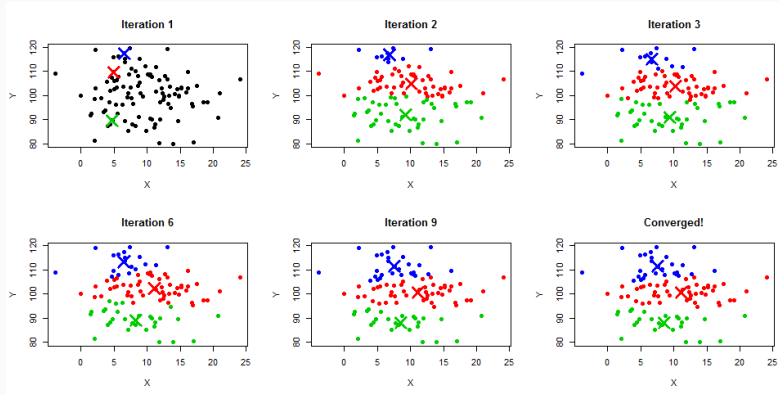 Iteration 1
Iteration 2
Iteration 3
Y
80 90 100 110 120
0 5 10 15 20 25
X
Y
80 90 100 110 120
0 5 10 15 20 25
X
Y
80 90 100 110 120
0 5 10 15 20 25
X
Iteration 6
Iteration 9
Converged!
Y
80 90 100 110 120
0 5 10 15 20 25
X
Y
80 90 100 110 120
0 5 10 15 20 25
X
Y
80 90 100 110 120
0 5 10 15 20 25
X